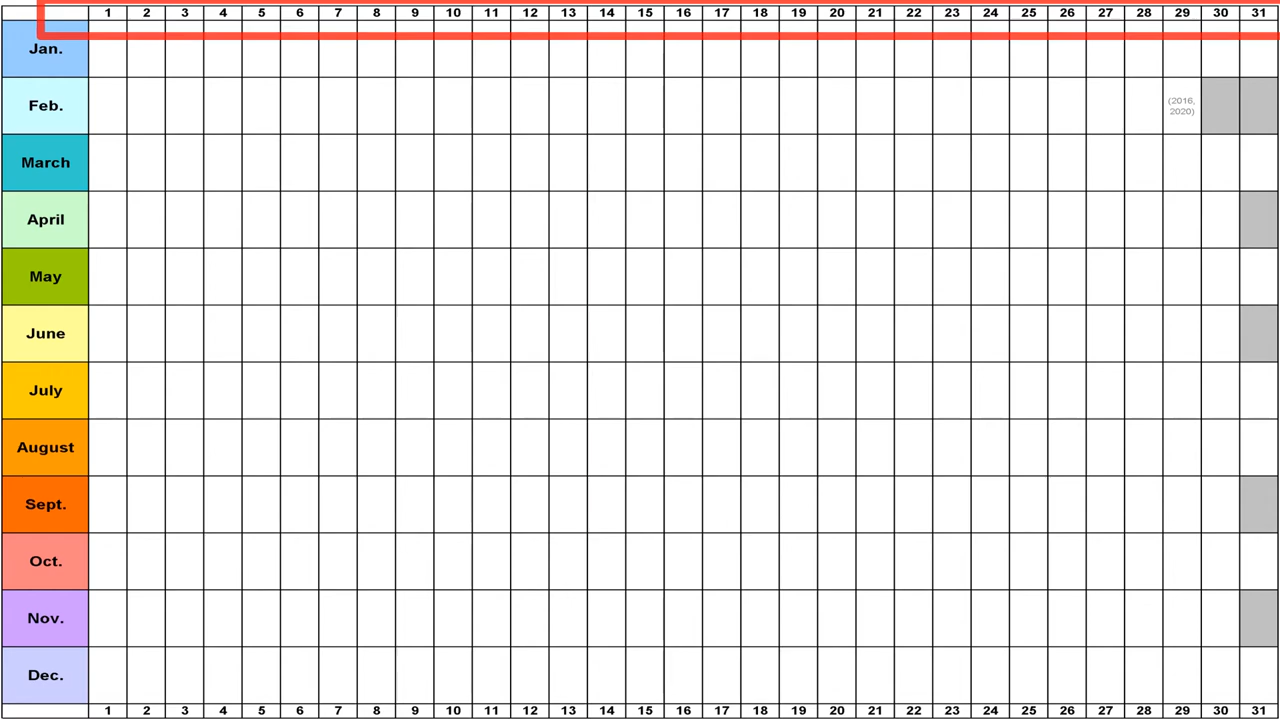 1 2 3 4 5 6 7 8 9 10 11 12 13 14 15 16 17 18 19 20 21 22 23 24 25 26 27 28 29 30 31
Jan.
Feb. (2016,
2020)
March
April
May
June
July
August
Sept.
Oct.
Nov.
Dec.
1 2 3 4 5 6 7 8 9 10 11 12 13 14 15 16 17 18 19 20 21 22 23 24 25 26 27 28 29 30 31